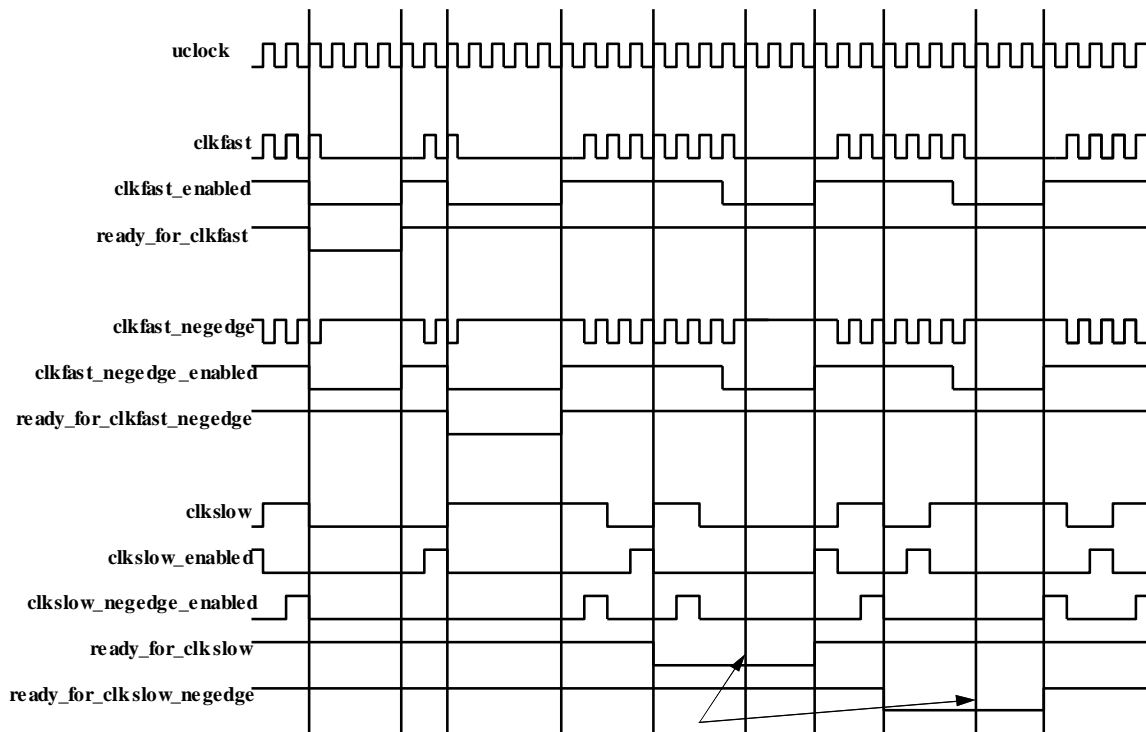 uclock
clkfast
clkfast_enabled
ready_for_clkfast
clkfast_negedge
clkfast_negedge_enabled
ready_for_clkfast_negedge
clkslow
clkslow_enabled
clkslow_negedge_enabled
ready_for_clkslow
ready_for_clkslow_negedge